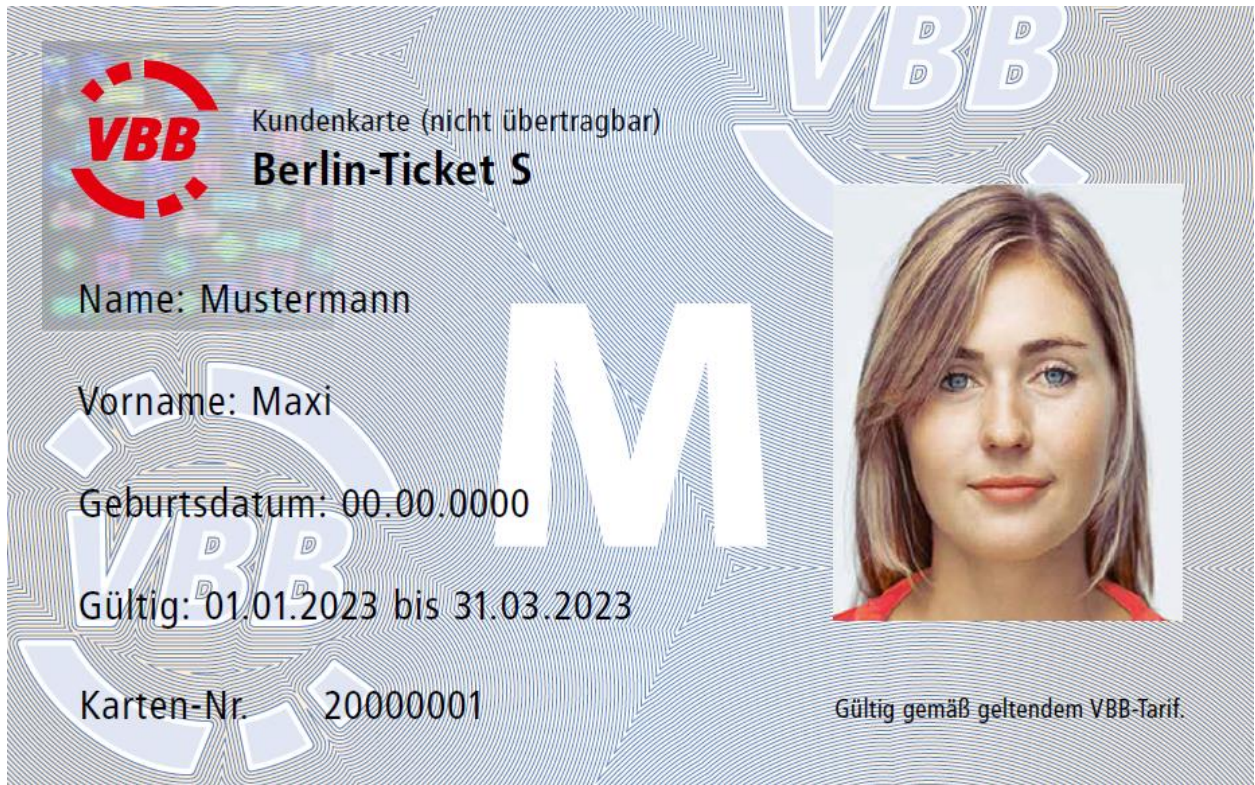 VBB
VBB
Kundenkarte (nicht übertragbar)
Berlin-Ticket S
Name: Mustermann
M
Vorname: Maxi
Geburtsdatum: 00.00.0000
VBB
Gültig: 01.01.2023 bis 31.03.2023
Karten-Nr. 20000001
Gültig gemäß geltendem VBB-Tarif.